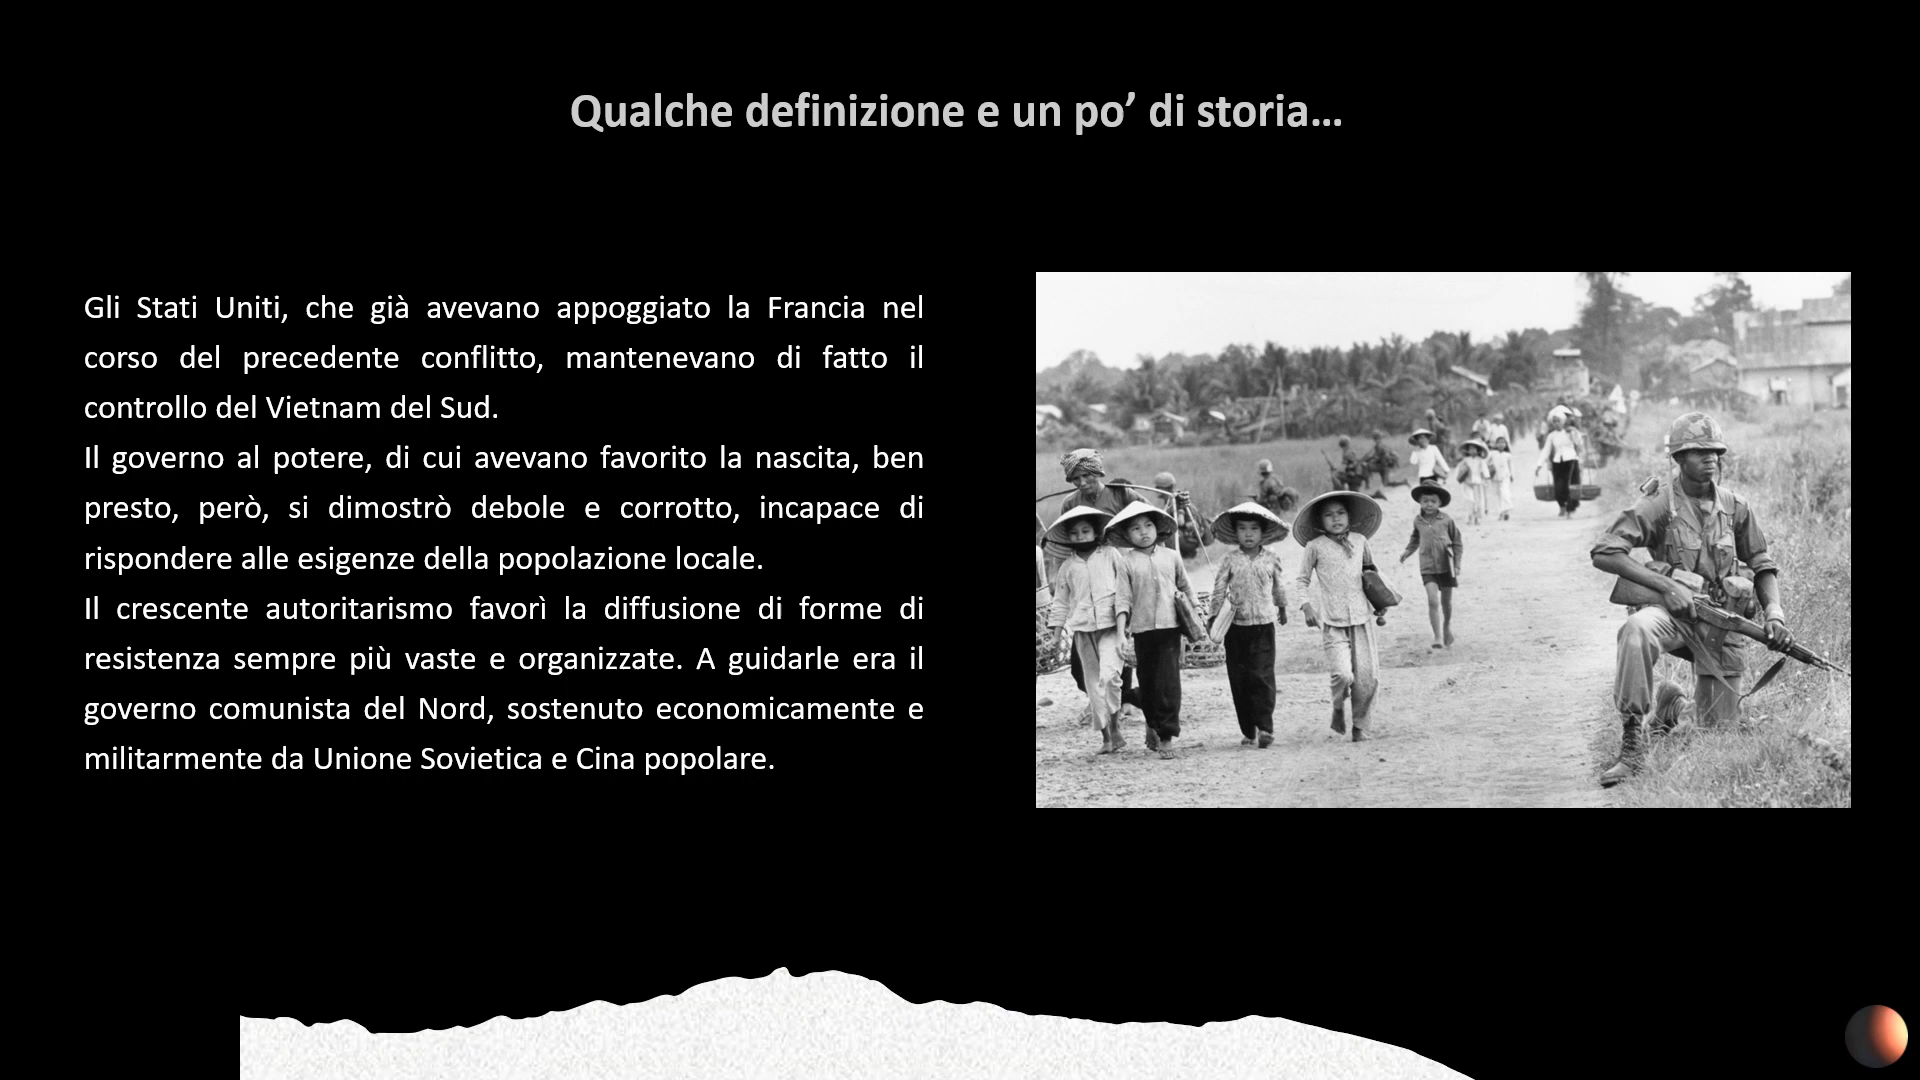 Qualche definizione e un po’ di storia…
Gli Stati Uniti, che già avevano appoggiato la Francia nel
corso del precedente conflitto, mantenevano di fatto il
controllo del Vietnam del Sud.
Il governo al potere, di cui avevano favorito la nascita, ben
presto, però, si dimostrò debole e corrotto, incapace di
rispondere alle esigenze della popolazione locale.
Il crescente autoritarismo favorì la diffusione di forme di
resistenza sempre più vaste e organizzate. A guidarle era il
governo comunista del Nord, sostenuto economicamente e
militarmente da Unione Sovietica e Cina popolare.